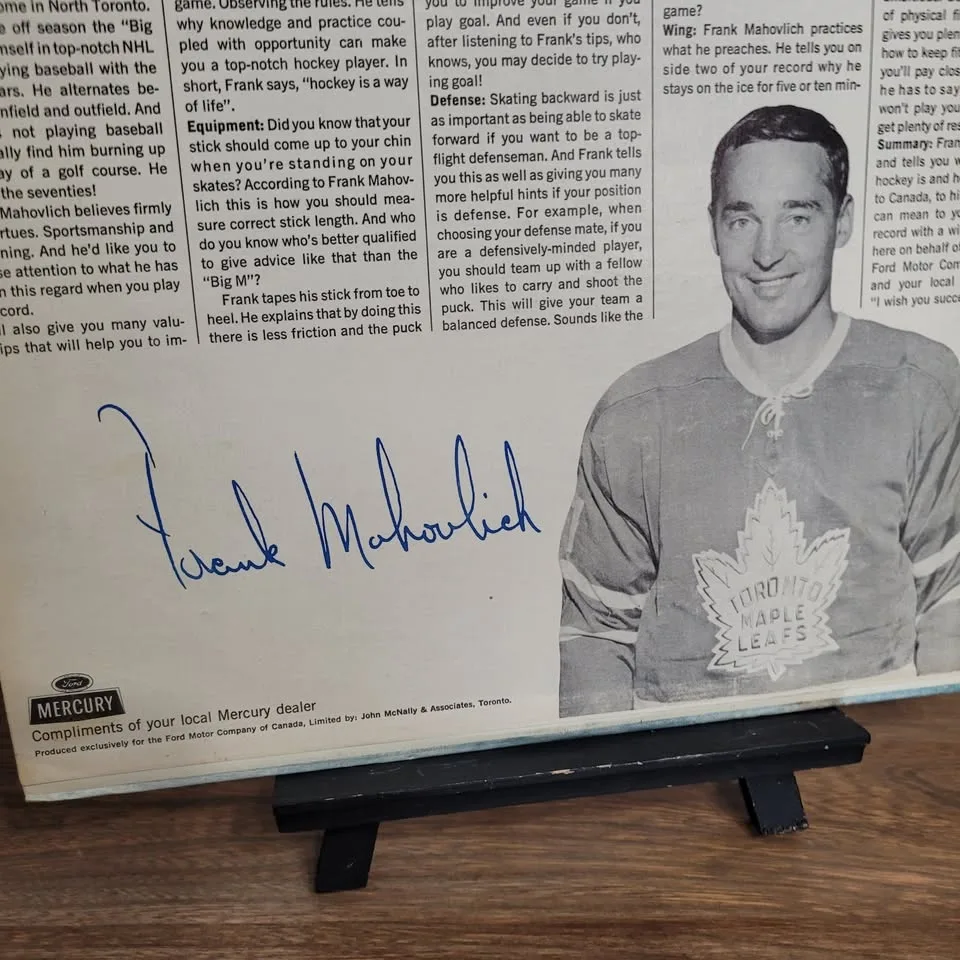 ome in North Toronto.
e off season the "Big
mself in top-notch NHL
ying baseball with the
ars. He alternates be-
nfield and outfield. And
not playing baseball
ally find him burning up
ay of a golf course. He
the seventies!
Mahovlich believes firmly
rtues. Sportsmanship and
ning. And he'd like you to
se attention to what he has
n this regard when you play
cord.
l also give you many valu-
ips that will help you to im-
game. Observing the rules. He tells
why knowledge and practice cou-
pled with opportunity can make
you a top-notch hockey player. In
short, Frank says, "hockey is a way
of life".
Equipment: Did you know that your
stick should come up to your chin
when you're standing on your
skates? According to Frank Mahov-
lich this is how you should mea-
sure correct stick length. And who
do you know who's better qualified
to give advice like that than the
"Big M"?
Frank tapes his stick from toe to
heel. He explains that by doing this
there is less friction and the puck
you to improve your game if you
play goal. And even if you don't,
after listening to Frank's tips, who
knows, you may decide to try play-
ing goal!
Defense: Skating backward is just
as important as being able to skate
forward if you want to be a top-
flight defenseman. And Frank tells
you this as well as giving you many
more helpful hints if your position
is defense. For example, when
choosing your defense mate, if you
are a defensively-minded player,
you should team up with a fellow
who likes to carry and shoot the
puck. This will give your team a
balanced defense. Sounds like the
game?
Wing: Frank Mahovlich practices
what he preaches. He tells you on
side two of your record why he
stays on the ice for five or ten min-
of physical fi
gives you plen
how to keep fit
you'll pay clos
he has to say
won't play you
get plenty of res
Summary: Fran
and tells you w
hockey is and h
to Canada, to hi
can mean to yo
record with a wi
here on behalf of
Ford Motor Com
and your local
"I wish you succe
Frank Mahovlich
TORONTO
MAPLE
LEAFS
Ford
MERCURY
Compliments of your local Mercury dealer
Produced exclusively for the Ford Motor Company of Canada, Limited by: John McNally & Associates, Toronto.